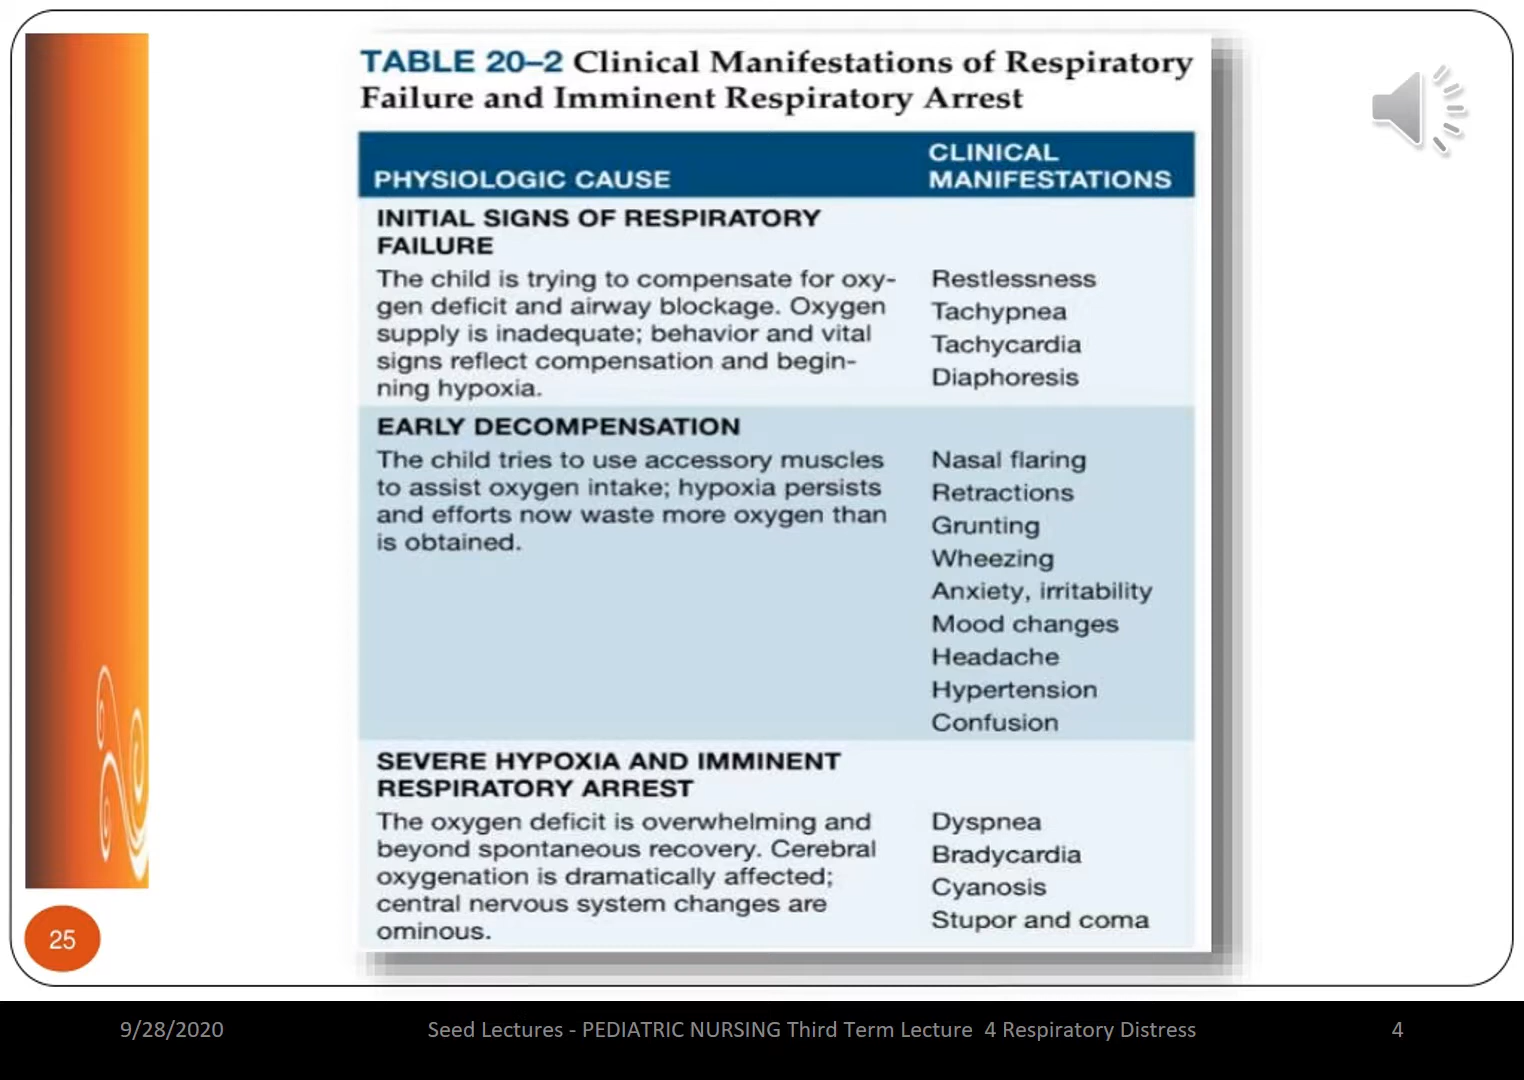 TABLE 20–2 Clinical Manifestations of Respiratory
Failure and Imminent Respiratory Arrest
PHYSIOLOGIC CAUSE
CLINICAL
MANIFESTATIONS
INITIAL SIGNS OF RESPIRATORY
FAILURE
The child is trying to compensate for oxy-
gen deficit and airway blockage. Oxygen
supply is inadequate; behavior and vital
signs reflect compensation and begin-
ning hypoxia.
Restlessness
Tachypnea
Tachycardia
Diaphoresis
EARLY DECOMPENSATION
The child tries to use accessory muscles
to assist oxygen intake; hypoxia persists
and efforts now waste more oxygen than
is obtained.
Nasal flaring
Retractions
Grunting
Wheezing
Anxiety, irritability
Mood changes
Headache
Hypertension
Confusion
SEVERE HYPOXIA AND IMMINENT
RESPIRATORY ARREST
The oxygen deficit is overwhelming and
beyond spontaneous recovery. Cerebral
oxygenation is dramatically affected;
central nervous system changes are
ominous.
Dyspnea
Bradycardia
Cyanosis
Stupor and coma
25
9/28/2020
Seed Lectures - PEDIATRIC NURSING Third Term Lecture 4 Respiratory Distress
4